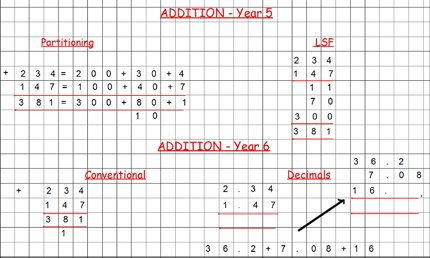 ADDITION - Year 5
Partitioning
LSF
+ 2 3 4 = 2 0 0 + 3 0 + 4
1 4 7 = 1 0 0 + 4 0 + 7
3 8 1 = 3 0 0 + 8 0 + 1
1 0
2 3 4
1 4 7
1 1
7 0
3 0 0
3 8 1
ADDITION - Year 6
Conventional
Decimals
+ 2 3 4
1 4 7
3 8 1
1
2 . 3 4
1 . 4 7
3 6 . 2
7 . 0 8
1 6 . .
3 6 . 2 + 7 . 0 8 + 1 6